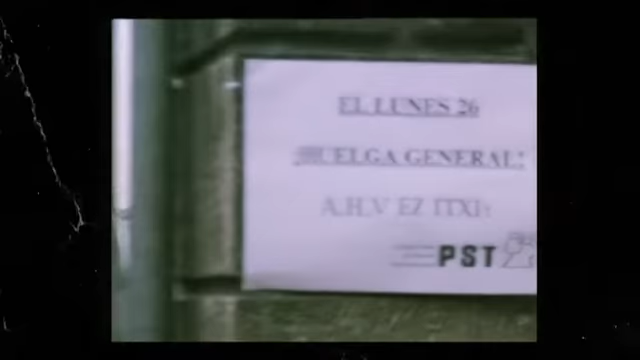 EL LUNES 26
¡HUELGA GENERAL!
A.H.V EZ ITXI!
PST